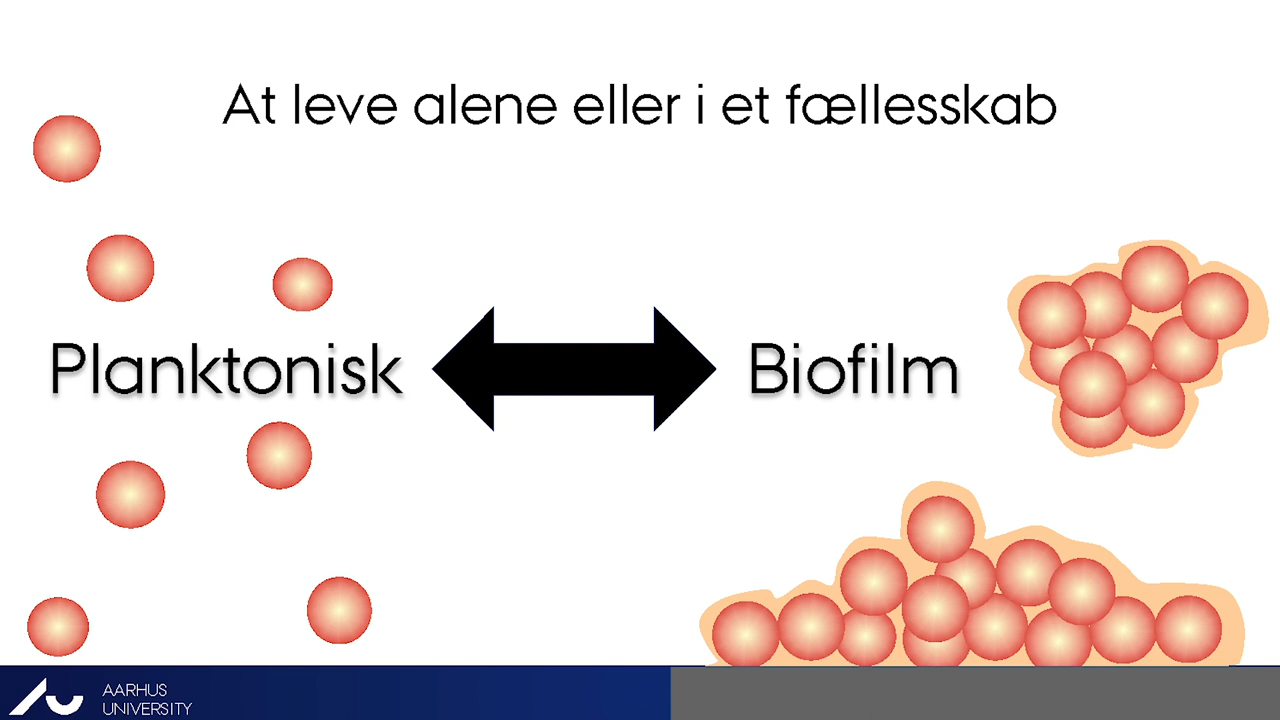 At leve alene eller i et fællesskab
Planktonisk
Biofilm
AARHUS
UNIVERSITY